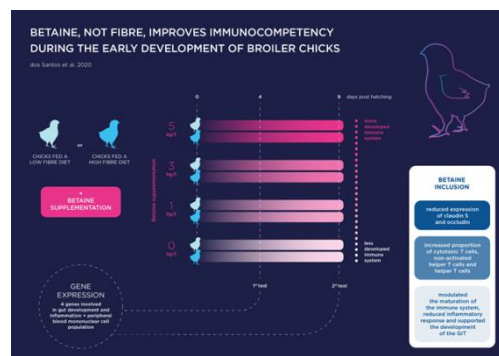 BETAINE, NOT FIBRE, IMPROVES IMMUNOCOMPETENCY
DURING THE EARLY DEVELOPMENT OF BROILER CHICKS
dos Santos et al. 2020
0
4
9
days post hatching
CHICKS FED A
LOW FIBRE DIET
or
CHICKS FED A
HIGH FIBRE DIET
+
BETAINE
SUPPLEMENTATION
Betaine supplementation
5
kg/t
3
kg/t
1
kg/t
0
kg/t
more
developed
immune
system
less
developed
immune
system
1st test
2nd test
GENE
EXPRESSION
4 genes involved
in gut development and
inflammation + peripheral
blood mononuclear cell
population
BETAINE
INCLUSION
reduced expression
of claudin 5
and occludin
increased proportion
of cytotoxic T cells,
non-activated
helper T cells and
helper T cells
modulated
the maturation of
the immune system,
reduced inflammatory
response and supported
the development
of the GIT